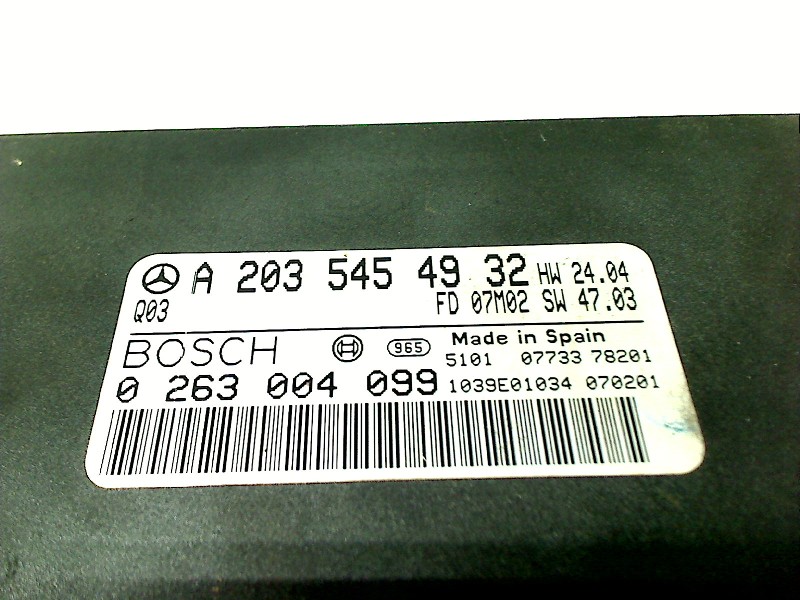 A 203 545 49 32 HW 24.04
Q03 FD 07M02 SW 47.03
BOSCH 965 Made in Spain
5101 07733 78201
0 263 004 099 1039E01034 070201